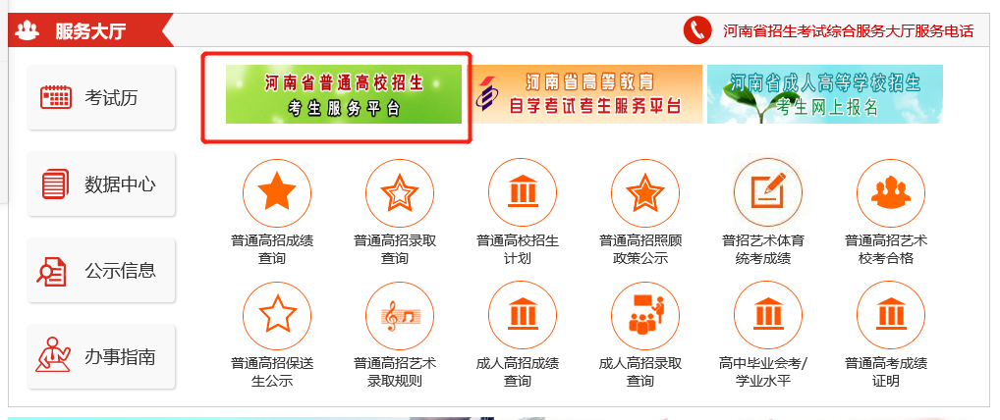 服务大厅
河南省招生考试综合服务大厅服务电话
考试历
数据中心
公示信息
办事指南
河南省普通高校招生
考生服务平台
河南省高等教育
自学考试考生服务平台
河南省成人高等学校招生
考生网上报名
普通高招成绩
查询
普通高招录取
查询
普通高校招生
计划
普通高招照顾
政策公示
普招艺术体育
统考成绩
普通高招艺术
校考合格
普通高招保送
生公示
普通高招艺术
录取规则
成人高招成绩
查询
成人高招录取
查询
高中毕业会考/
学业水平
普通高考成绩
证明